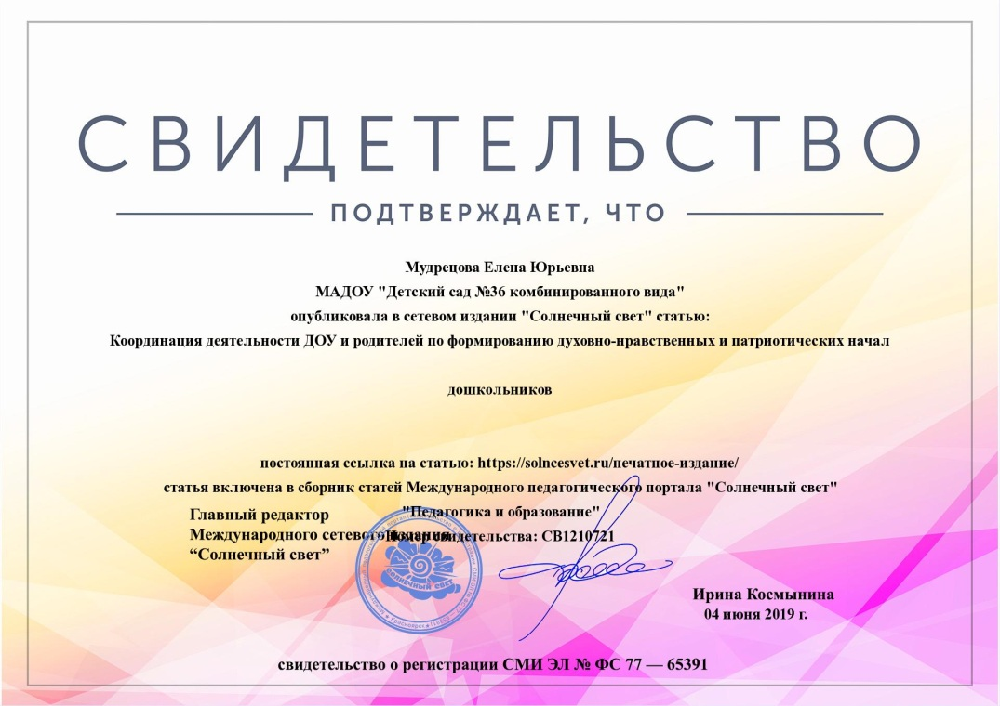 СВИДЕТЕЛЬСТВО
ПОДТВЕРЖДАЕТ, ЧТО
Мудрецова Елена Юрьевна
МАДОУ "Детский сад №36 комбинированного вида"
опубликовала в сетевом издании "Солнечный свет" статью:
Координация деятельности ДОУ и родителей по формированию духовно-нравственных и патриотических начал
дошкольников
постоянная ссылка на статью: https://solncesvet.ru/печатное-издание/
статья включена в сборник статей Международного педагогического портала "Солнечный свет"
"Педагогика и образование"
Номер свидетельства: СВ1210721
Главный редактор
Международного сетевого издания
“Солнечный свет”
СОЛНЕЧНЫЙ СВЕТ
Ирина Космынина
04 июня 2019 г.
свидетельство о регистрации СМИ ЭЛ № ФС 77 — 65391